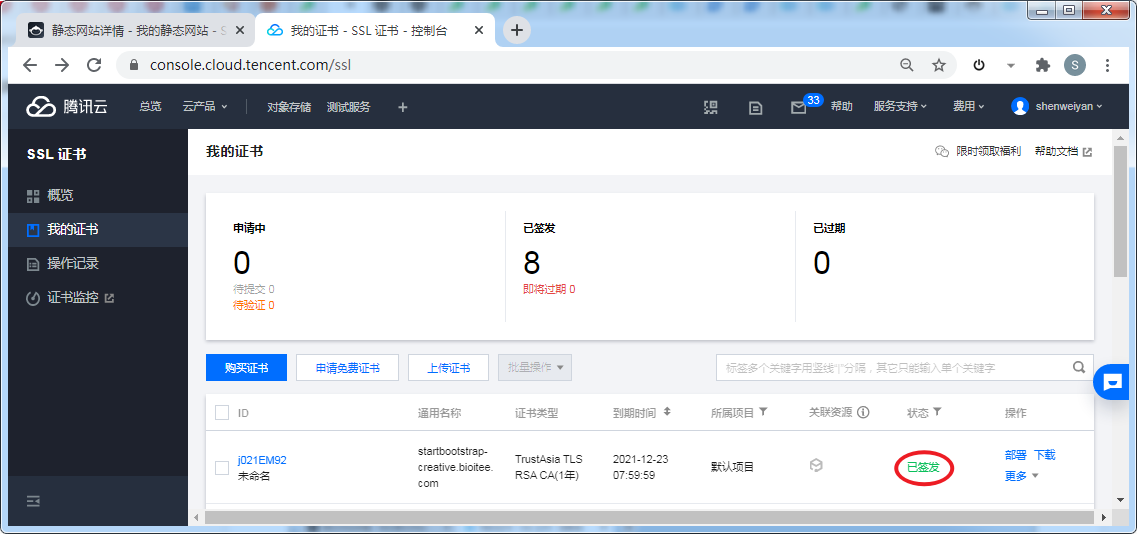 静态网站详情 - 我的静态网站 - S
我的证书 - SSL 证书 - 控制台
console.cloud.tencent.com/ssl
S
腾讯云
总览
云产品
对象存储
测试服务
33
帮助
服务支持
费用
shenweiyan
SSL 证书
概览
我的证书
操作记录
证书监控
我的证书
限时领取福利
帮助文档
申请中
0
待提交 0
待验证 0
已签发
8
即将过期 0
已过期
0
购买证书
申请免费证书
上传证书
批量操作
标签多个关键字用竖线“|”分隔，其它只能输入单个关键字
ID
通用名称
证书类型
到期时间
所属项目
关联资源
状态
操作
j021EM92
未命名
startbootstrap-
creative.bioitee.
com
TrustAsia TLS
RSA CA(1年)
2021-12-23
07:59:59
默认项目
已签发
部署 下载
更多